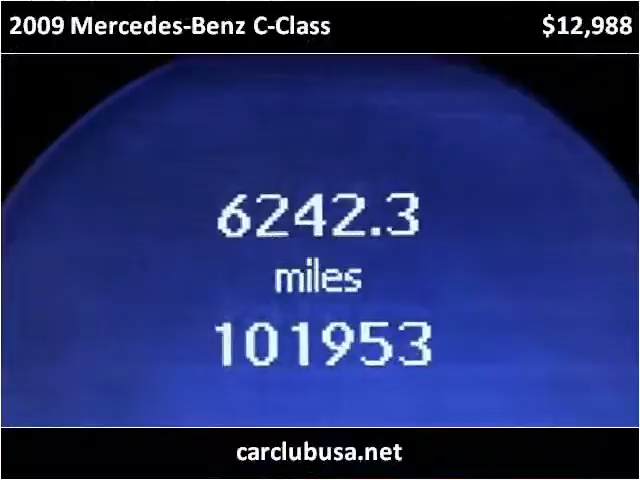 2009 Mercedes-Benz C-Class $12,988
6242.3
miles
101953
carclubusa.net